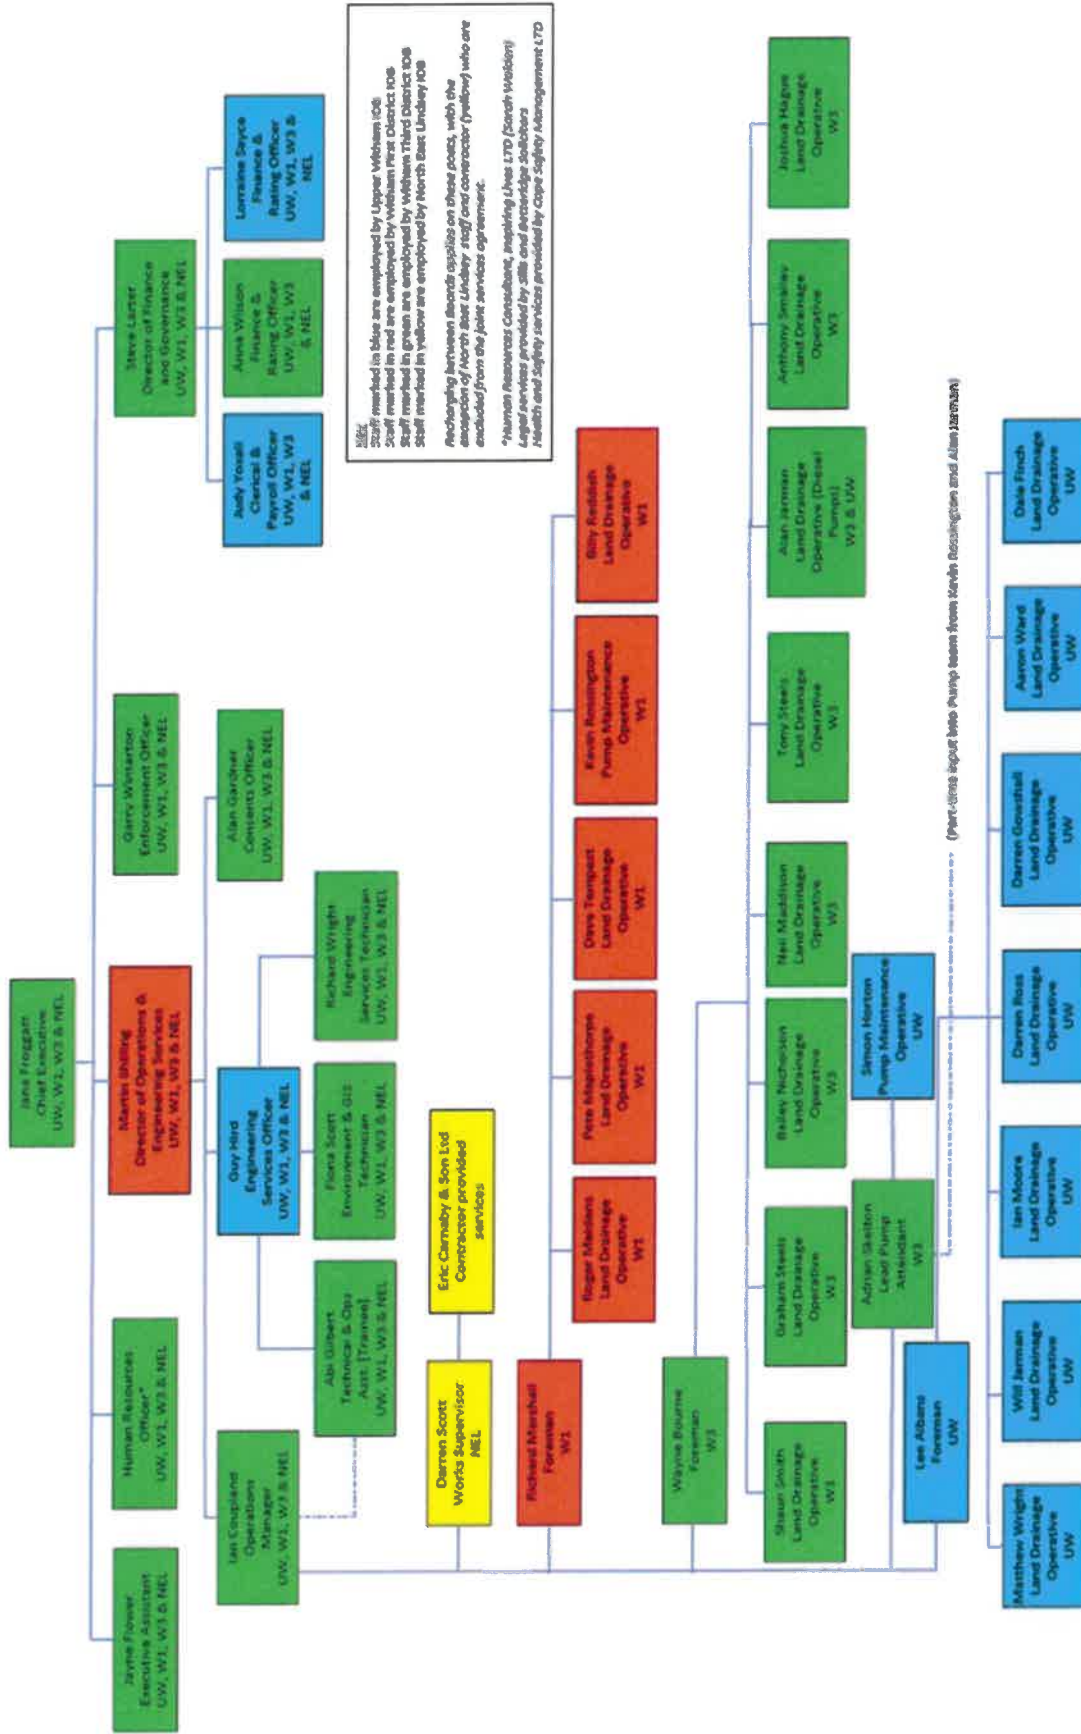 Jane Froggatt
Chief Executive
UW, W1, W3 & NEL
Jayne Flower
Executive Assistant
UW, W1, W3 & NEL
Human Resources
Officer*
UW, W1, W3 & NEL
Martin Shilling
Director of Operations &
Engineering Services
UW, W1, W3 & NEL
Garry Winterton
Enforcement Officer
UW, W1, W3 & NEL
Steve Larter
Director of Finance
and Governance
UW, W1, W3 & NEL
Ian Coupland
Operations
Manager
UW, W1, W3 & NEL
Guy Hird
Engineering
Services Officer
UW, W1, W3 & NEL
Alan Gardner
Consents Officer
UW, W1, W3 & NEL
Andy Yoxall
Clerical &
Payroll Officer
UW, W1, W3
& NEL
Anna Wilson
Finance &
Rating Officer
UW, W1, W3
& NEL
Lorraine Sayce
Finance &
Rating Officer
UW, W1, W3 &
NEL
Abi Gilbert
Technical & Ops
Asst. (Trainee)
UW, W1, W3 & NEL
Fiona Scott
Environment & GIS
Technician
UW, W1, W3 & NEL
Richard Wright
Engineering
Services Technician
UW, W1, W3 & NEL
Key:
Staff marked in blue are employed by Upper Witham IDB
Staff marked in red are employed by Witham First District IDB
Staff marked in green are employed by Witham Third District IDB
Staff marked in yellow are employed by North East Lindsey IDB
Recharging between Boards applies on these posts, with the
exception of North East Lindsey staff and contractor (yellow) who are
excluded from the joint services agreement.
*Human Resources Consultant, Inspiring Lives LTD (Sarah Walden)
Legal services provided by Sills and Betteridge Solicitors
Health and Safety services provided by Cope Safety Management LTD
Darren Scott
Works Supervisor
NEL
Eric Carnaby & Son Ltd
Contractor provided
services
Richard Marshall
Foreman
W1
Roger Maidens
Land Drainage
Operative
W1
Pete Maplethorpe
Land Drainage
Operative
W1
Dave Tempest
Land Drainage
Operative
W1
Kevin Rossington
Pump Maintenance
Operative
W1
Billy Reddish
Land Drainage
Operative
W1
Wayne Bourne
Foreman
W3
Shaun Smith
Land Drainage
Operative
W3
Graham Steels
Land Drainage
Operative
W3
Bailey Nicholson
Land Drainage
Operative
W3
Neil Maddison
Land Drainage
Operative
W3
Tony Steels
Land Drainage
Operative
W3
Alan Jarman
Land Drainage
Operative (Diesel
Pumps)
W3 & UW
Anthony Smalley
Land Drainage
Operative
W3
Joshua Hague
Land Drainage
Operative
W3
Adrian Skelton
Lead Pump
Attendant
W3
Simon Horton
Pump Maintenance
Operative
UW
(Part-time input into Pump team from Kevin Rossington and Alan Jarman)
Lee Albans
Foreman
UW
Matthew Wright
Land Drainage
Operative
UW
Will Jarman
Land Drainage
Operative
UW
Ian Moore
Land Drainage
Operative
UW
Darren Ross
Land Drainage
Operative
UW
Darren Gousthall
Land Drainage
Operative
UW
Aaron Ward
Land Drainage
Operative
UW
Dale Finch
Land Drainage
Operative
UW